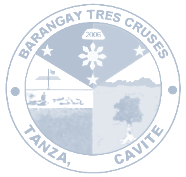 BARANGAY TRES CRUSES
2006
TANZA, CAVITE